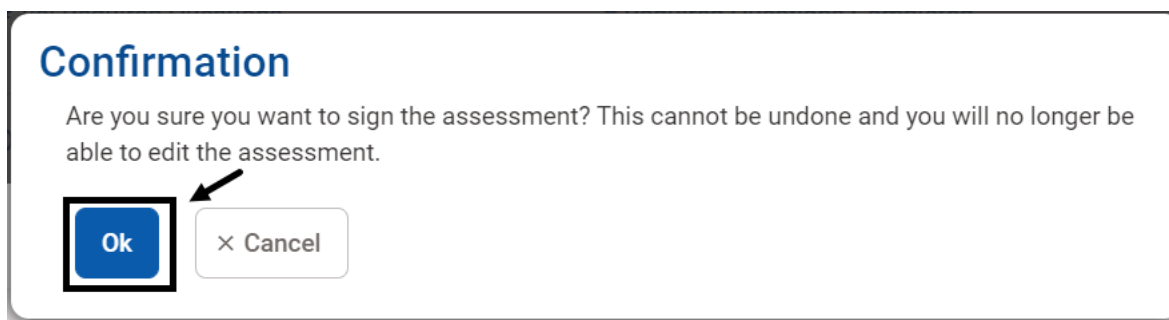 Confirmation
Are you sure you want to sign the assessment? This cannot be undone and you will no longer be
able to edit the assessment.
Ok
× Cancel